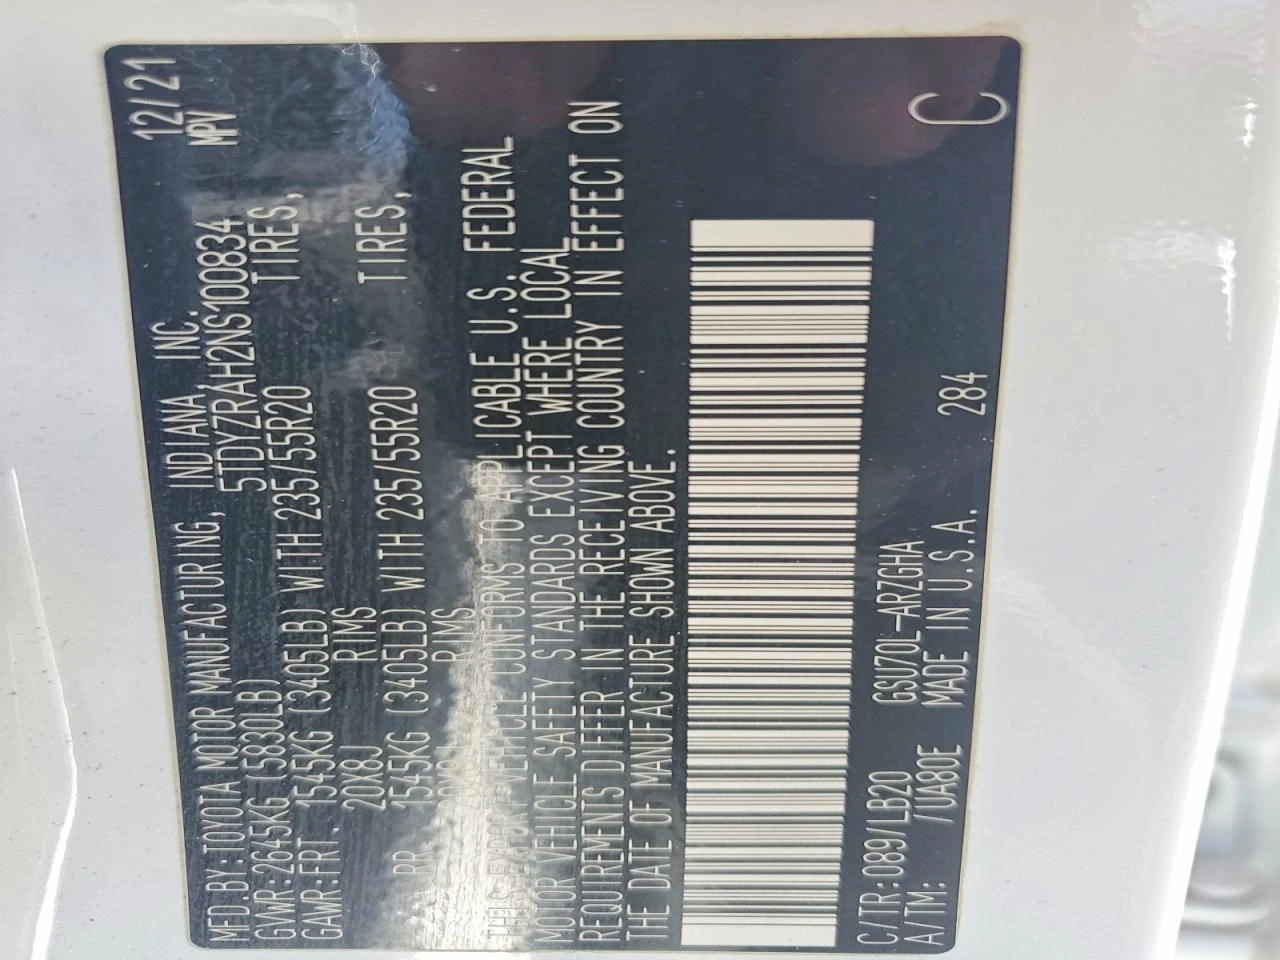 MFD.BY:TOYOTA MOTOR MANUFACTURING, INDIANA INC. 12/21
GVWR:2645KG (5830LB) 5TDYZRAH2NS100834 MPV
GAWR:FRT. 1545KG (3405LB) WITH 235/55R20 TIRES,
20X8J RIMS
RR 1545KG (3405LB) WITH 235/55R20 TIRES,
20X8J RIMS
THIS EXPORT VEHICLE CONFORMS TO APPLICABLE U.S. FEDERAL
MOTOR VEHICLE SAFETY STANDARDS EXCEPT WHERE LOCAL
REQUIREMENTS DIFFER IN THE RECEIVING COUNTRY IN EFFECT ON
THE DATE OF MANUFACTURE SHOWN ABOVE.
C
C/TR:089/LB20 GSU70L-ARZGHA
A/TM: /UA80E MADE IN U.S.A. 284